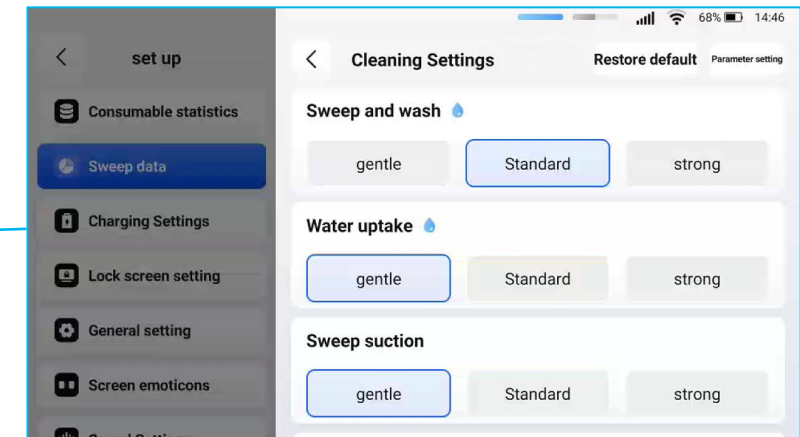 68% 14:46
set up
Cleaning Settings Restore default Parameter setting
Consumable statistics
Sweep data
Charging Settings
Lock screen setting
General setting
Screen emoticons
Sweep and wash
gentle Standard strong
Water uptake
gentle Standard strong
Sweep suction
gentle Standard strong